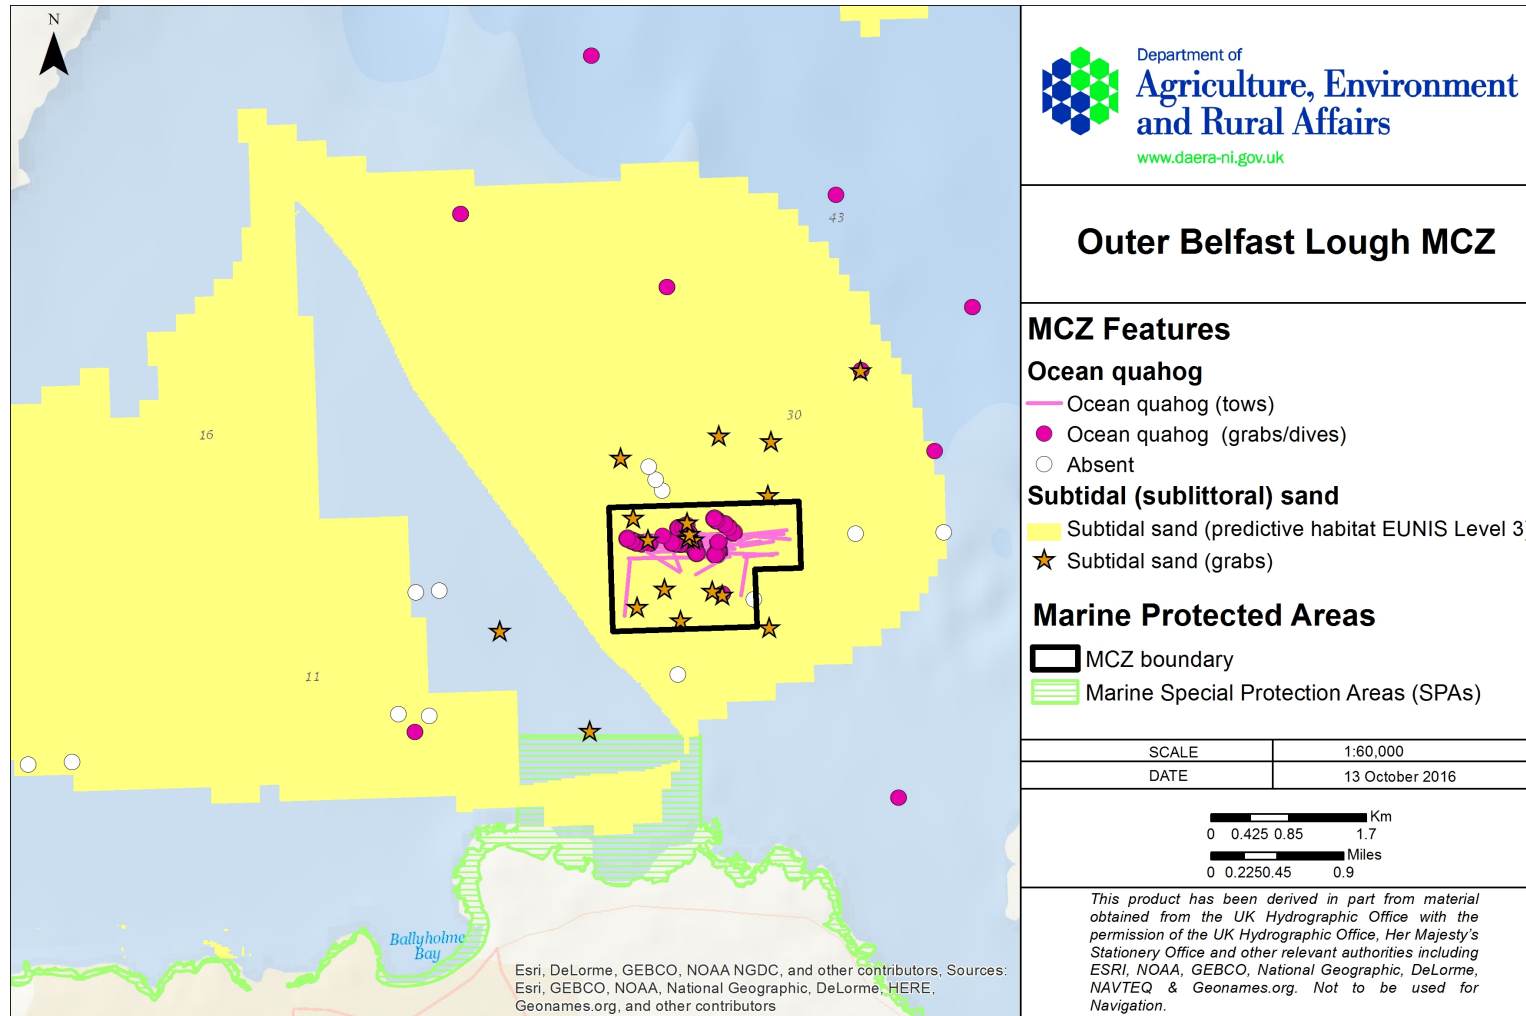 N
43
30
16
11
Ballyholme
Bay
Esri, DeLorme, GEBCO, NOAA NGDC, and other contributors, Sources:
Esri, GEBCO, NOAA, National Geographic, DeLorme, HERE,
Geonames.org, and other contributors
Department of
Agriculture, Environment
and Rural Affairs
www.daera-ni.gov.uk
Outer Belfast Lough MCZ
MCZ Features
Ocean quahog
Ocean quahog (tows)
Ocean quahog (grabs/dives)
Absent
Subtidal (sublittoral) sand
Subtidal sand (predictive habitat EUNIS Level 3)
Subtidal sand (grabs)
Marine Protected Areas
MCZ boundary
Marine Special Protection Areas (SPAs)
SCALE 1:60,000
DATE 13 October 2016
Km
0 0.425 0.85 1.7
Miles
0 0.2250.45 0.9
This product has been derived in part from material
obtained from the UK Hydrographic Office with the
permission of the UK Hydrographic Office, Her Majesty's
Stationery Office and other relevant authorities including
ESRI, NOAA, GEBCO, National Geographic, DeLorme,
NAVTEQ & Geonames.org. Not to be used for
Navigation.